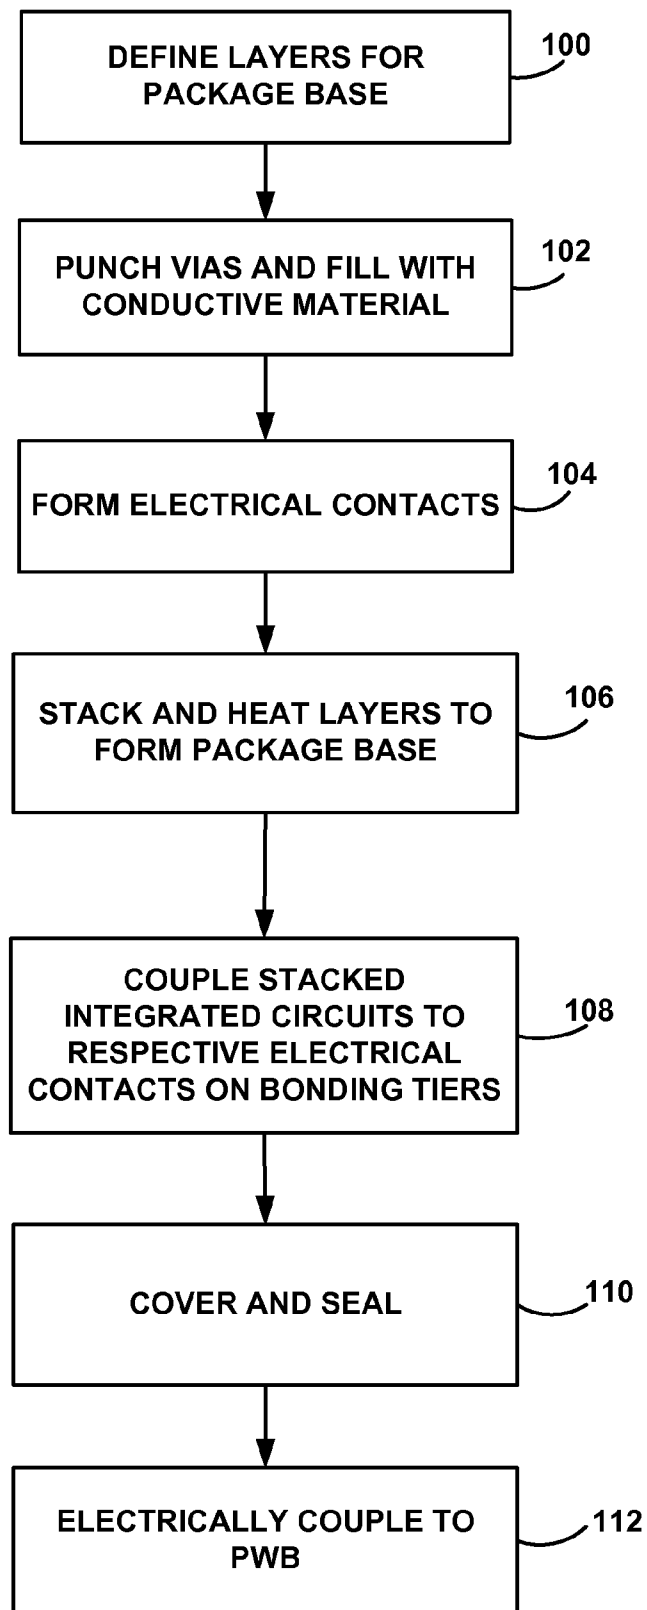 DEFINE LAYERS FOR
PACKAGE BASE
100
PUNCH VIAS AND FILL WITH
CONDUCTIVE MATERIAL
102
FORM ELECTRICAL CONTACTS
104
STACK AND HEAT LAYERS TO
FORM PACKAGE BASE
106
COUPLE STACKED
INTEGRATED CIRCUITS TO
RESPECTIVE ELECTRICAL
CONTACTS ON BONDING TIERS
108
COVER AND SEAL
110
ELECTRICALLY COUPLE TO
PWB
112